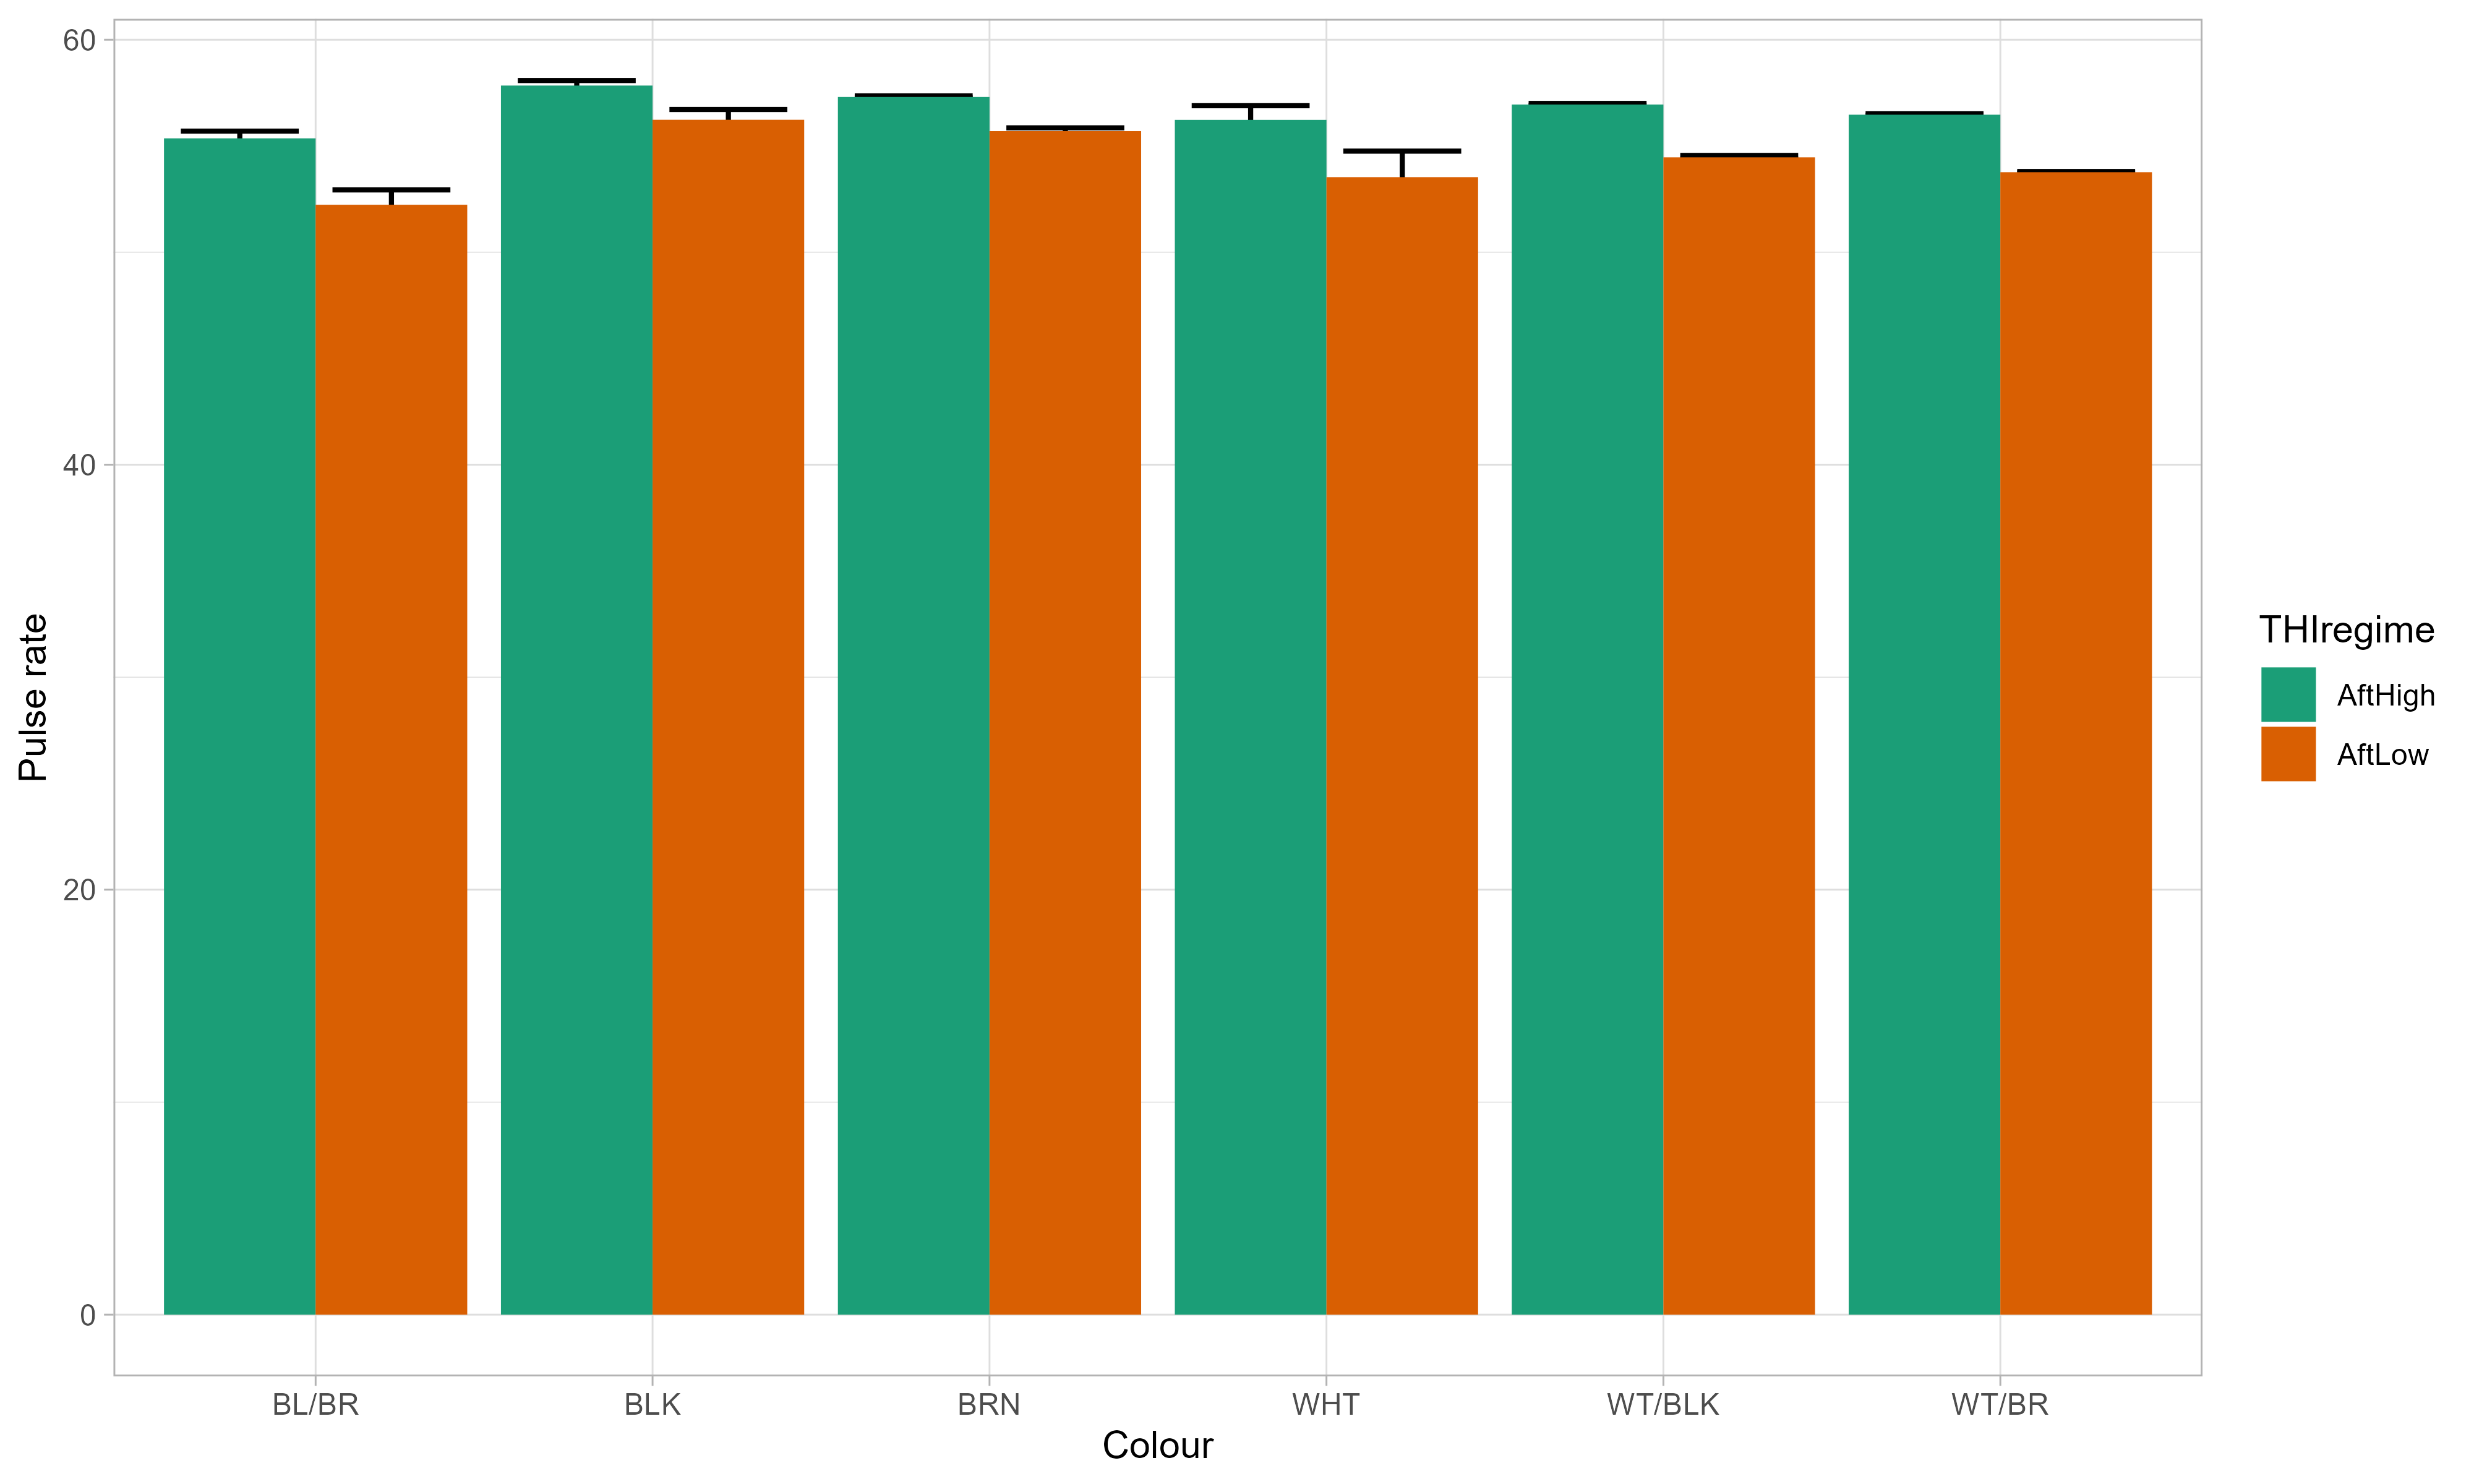 60
40
20
0
Pulse rate
BL/BR
BLK
BRN
WHT
WT/BLK
WT/BR
Colour
THIregime
AftHigh
AftLow